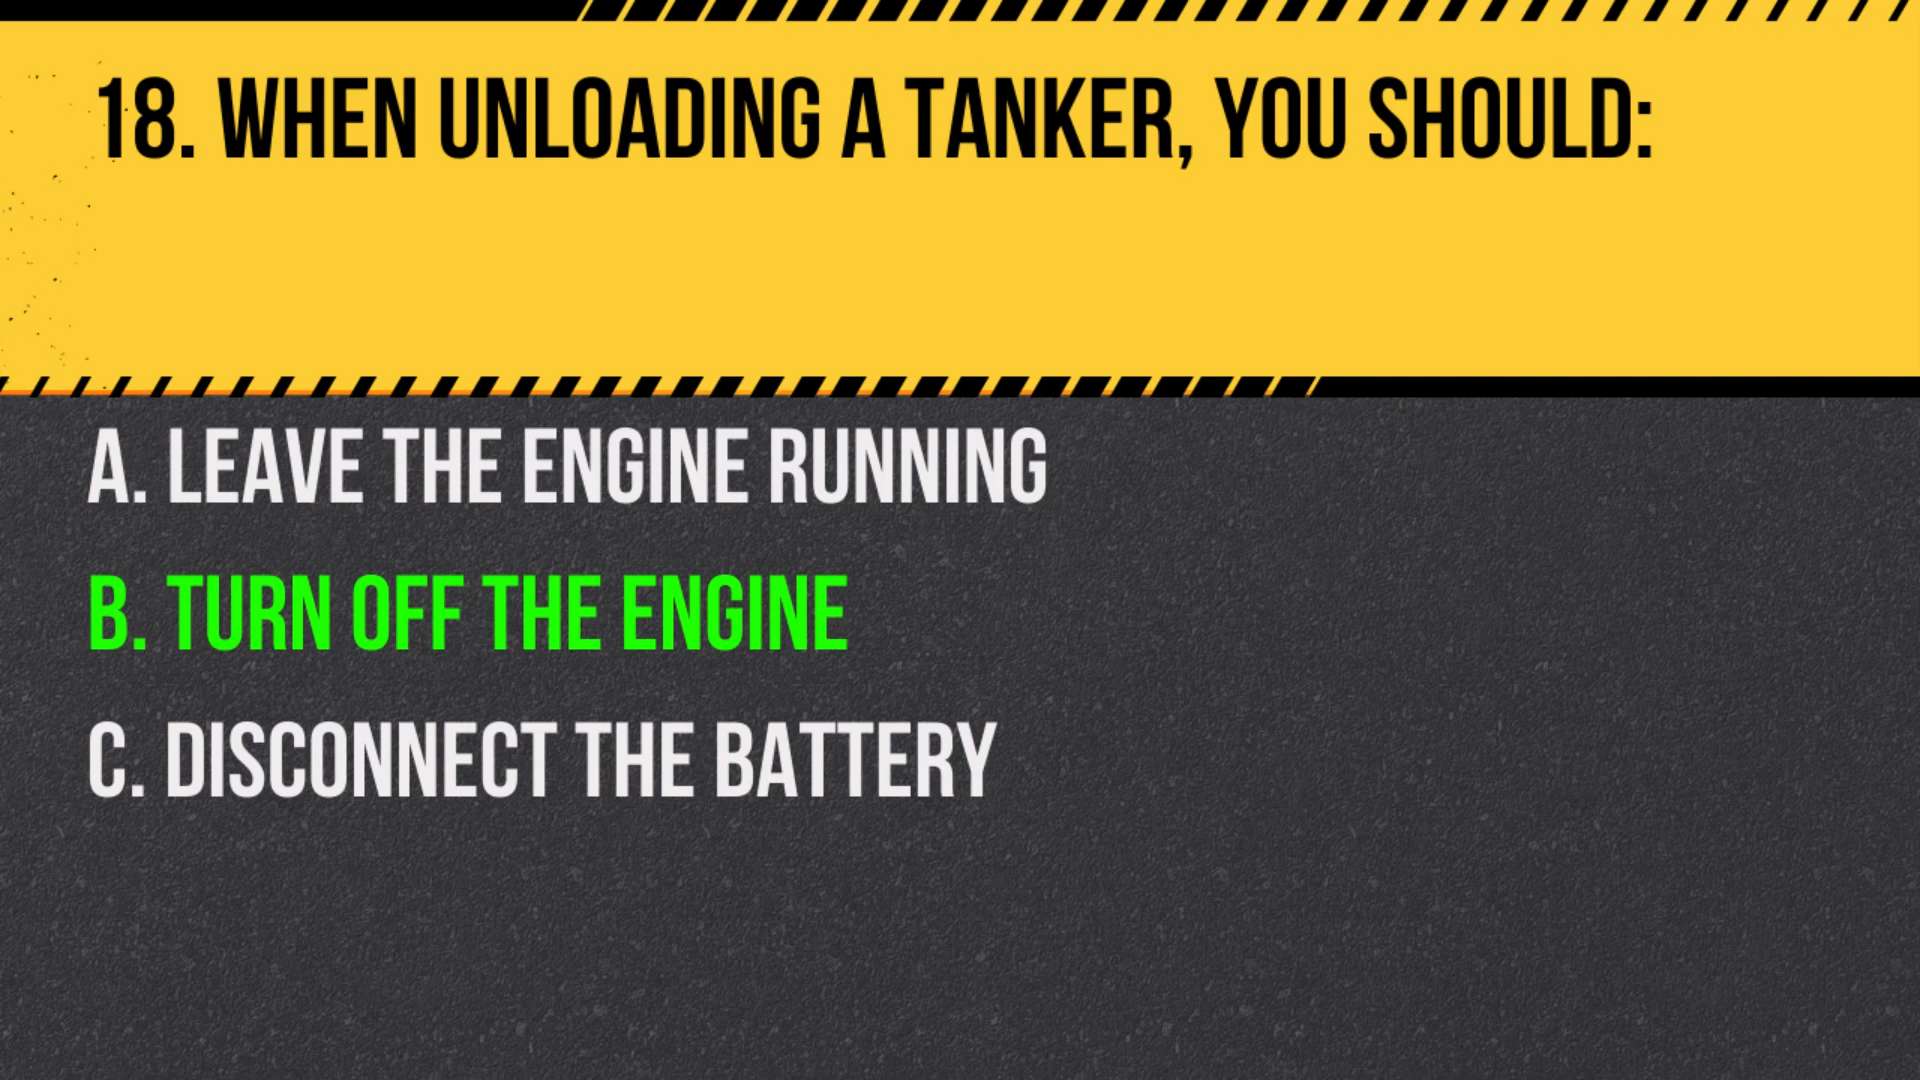 18. WHEN UNLOADING A TANKER, YOU SHOULD:
A. LEAVE THE ENGINE RUNNING
B. TURN OFF THE ENGINE
C. DISCONNECT THE BATTERY